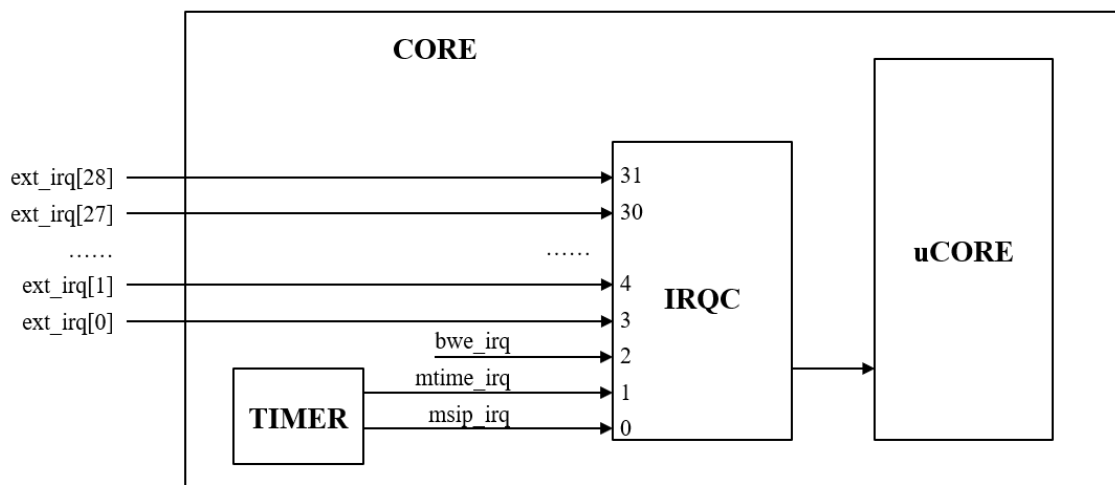 CORE
ext_irq[28]
31
ext_irq[27]
30
......
......
ext_irq[1]
4
ext_irq[0]
3
bwe_irq
2
mtime_irq
1
msip_irq
0
TIMER
IRQC
uCORE